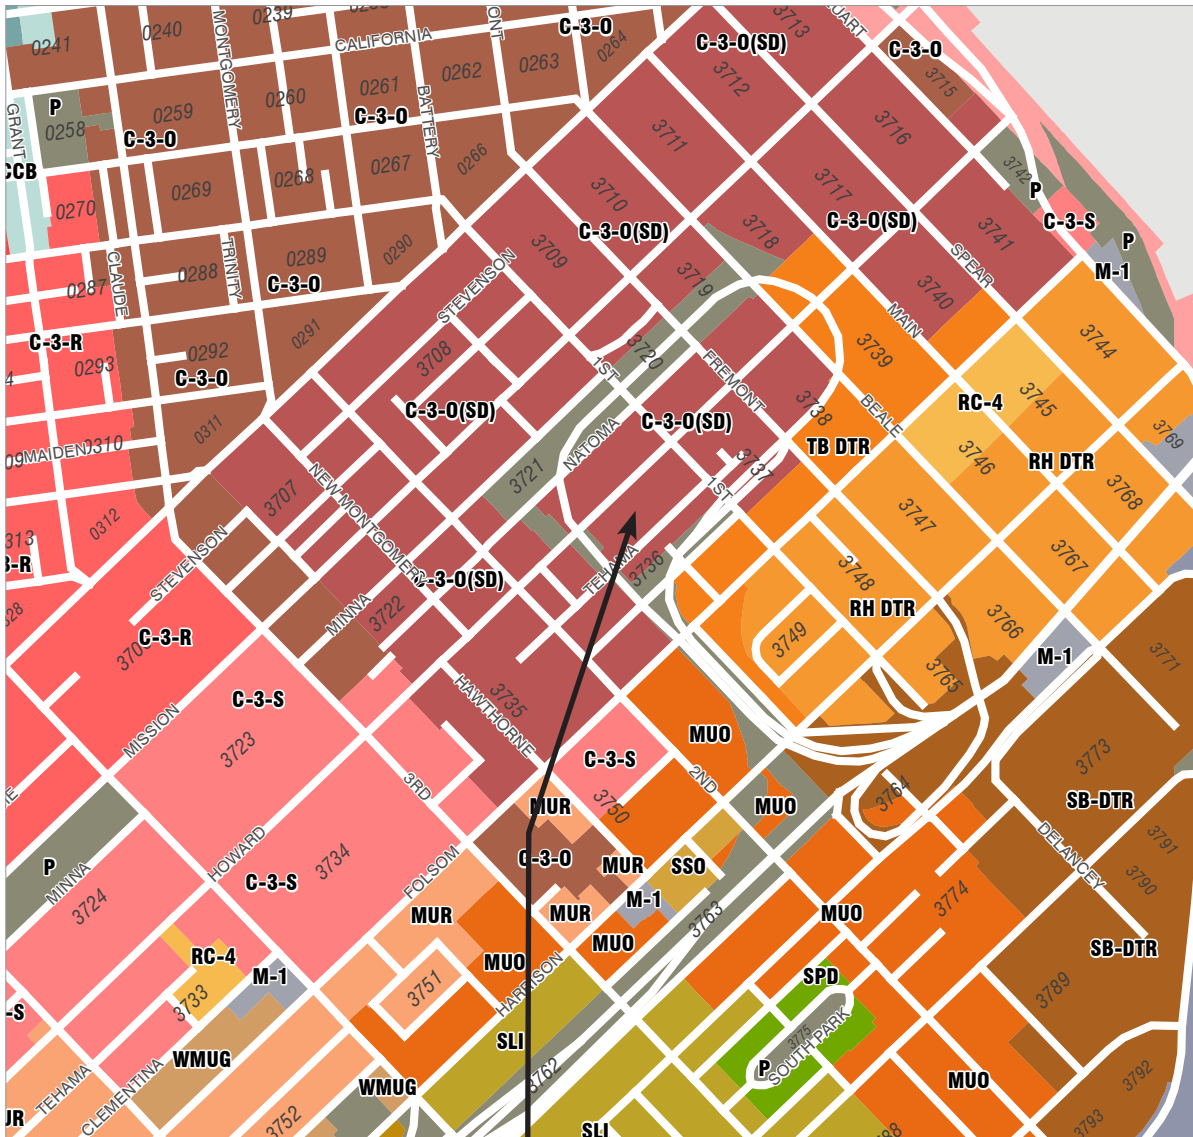 0241
0240
0239
C-3-O
0264
C-3-O(SD)
3713
C-3-O
MONTGOMERY
CALIFORNIA
0263
0262
0261
0260
0259
3712
3715
GRANT
P
0258
C-3-O
C-3-O
BATTERY
0266
0267
0268
0269
3711
3716
3742
P
CCB
0270
3710
3717
C-3-O(SD)
C-3-O(SD)
3718
3741
C-3-S
P
M-1
CLAUDE
TRINITY
0287
0288
0289
0290
C-3-O
STEVENSON
3709
3719
3740
SPEAR
MAIN
C-3-R
0293
0292
0291
C-3-O
3708
1ST
3720
FREMONT
3739
3744
C-3-O(SD)
C-3-O(SD)
3738
BEALE
RC-4
3745
0311
MAIDEN
0310
NATOMA
TB DTR
3746
RH DTR
3769
3721
3737
1ST
3768
3707
NEW MONTGOMERY
0312
3747
3767
STEVENSON
C-3-O(SD)
TEHAMA
3736
3748
RH DTR
3766
MINNA
3722
C-3-R
3749
M-1
3771
3765
C-3-S
HAWTHORNE
3735
MISSION
3723
MUO
C-3-S
3RD
2ND
3773
3764
SB-DTR
MUR
3750
MUO
DELANCEY
3791
HOWARD
3734
FOLSOM
C-3-O
MUR
SSO
P
MINNA
3724
C-3-S
M-1
3790
MUR
MUR
3763
MUO
3774
MUO
SB-DTR
RC-4
M-1
MUO
3751
HARRISON
SPD
3789
3733
SLI
3775
SOUTH PARK
P
WMUG
WMUG
3762
MUO
3792
TEHAMA
CLEMENTINA
3752
SLI
3793